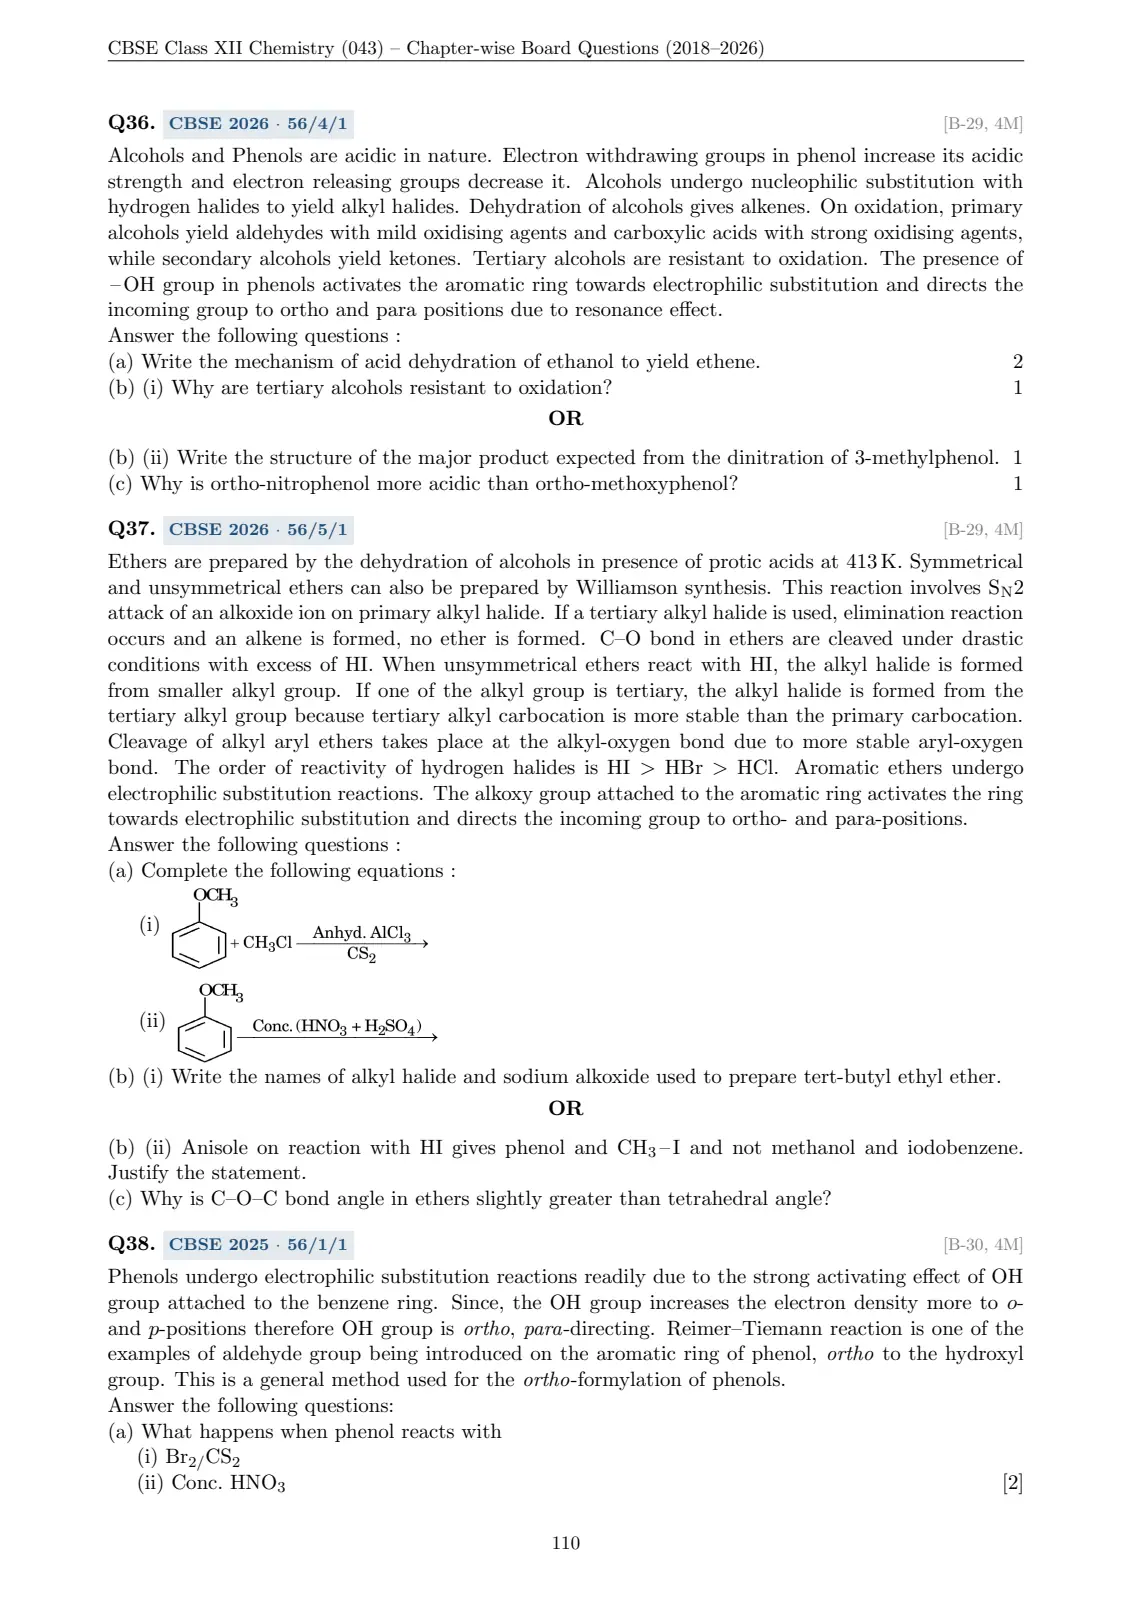 CBSE Class XII Chemistry (043) – Chapter-wise Board Questions (2018–2026)
Q36. CBSE 2026 · 56/4/1 [B-29, 4M]
Alcohols and Phenols are acidic in nature. Electron withdrawing groups in phenol increase its acidic
strength and electron releasing groups decrease it. Alcohols undergo nucleophilic substitution with
hydrogen halides to yield alkyl halides. Dehydration of alcohols gives alkenes. On oxidation, primary
alcohols yield aldehydes with mild oxidising agents and carboxylic acids with strong oxidising agents,
while secondary alcohols yield ketones. Tertiary alcohols are resistant to oxidation. The presence of
–OH group in phenols activates the aromatic ring towards electrophilic substitution and directs the
incoming group to ortho and para positions due to resonance effect.
Answer the following questions :
(a) Write the mechanism of acid dehydration of ethanol to yield ethene. 2
(b) (i) Why are tertiary alcohols resistant to oxidation? 1
OR
(b) (ii) Write the structure of the major product expected from the dinitration of 3-methylphenol. 1
(c) Why is ortho-nitrophenol more acidic than ortho-methoxyphenol? 1
Q37. CBSE 2026 · 56/5/1 [B-29, 4M]
Ethers are prepared by the dehydration of alcohols in presence of protic acids at 413 K. Symmetrical
and unsymmetrical ethers can also be prepared by Williamson synthesis. This reaction involves SN2
attack of an alkoxide ion on primary alkyl halide. If a tertiary alkyl halide is used, elimination reaction
occurs and an alkene is formed, no ether is formed. C–O bond in ethers are cleaved under drastic
conditions with excess of HI. When unsymmetrical ethers react with HI, the alkyl halide is formed
from smaller alkyl group. If one of the alkyl group is tertiary, the alkyl halide is formed from the
tertiary alkyl group because tertiary alkyl carbocation is more stable than the primary carbocation.
Cleavage of alkyl aryl ethers takes place at the alkyl-oxygen bond due to more stable aryl-oxygen
bond. The order of reactivity of hydrogen halides is HI > HBr > HCl. Aromatic ethers undergo
electrophilic substitution reactions. The alkoxy group attached to the aromatic ring activates the ring
towards electrophilic substitution and directs the incoming group to ortho- and para-positions.
Answer the following questions :
(a) Complete the following equations :
OCH3
(i) + CH3Cl Anhyd. AlCl3
CS2
OCH3
(ii) Conc. (HNO3 + H2SO4)
(b) (i) Write the names of alkyl halide and sodium alkoxide used to prepare tert-butyl ethyl ether.
OR
(b) (ii) Anisole on reaction with HI gives phenol and CH3–I and not methanol and iodobenzene.
Justify the statement.
(c) Why is C–O–C bond angle in ethers slightly greater than tetrahedral angle?
Q38. CBSE 2025 · 56/1/1 [B-30, 4M]
Phenols undergo electrophilic substitution reactions readily due to the strong activating effect of OH
group attached to the benzene ring. Since, the OH group increases the electron density more to o-
and p-positions therefore OH group is ortho, para-directing. Reimer–Tiemann reaction is one of the
examples of aldehyde group being introduced on the aromatic ring of phenol, ortho to the hydroxyl
group. This is a general method used for the ortho-formylation of phenols.
Answer the following questions:
(a) What happens when phenol reacts with
(i) Br2/CS2
(ii) Conc. HNO3 [2]
110